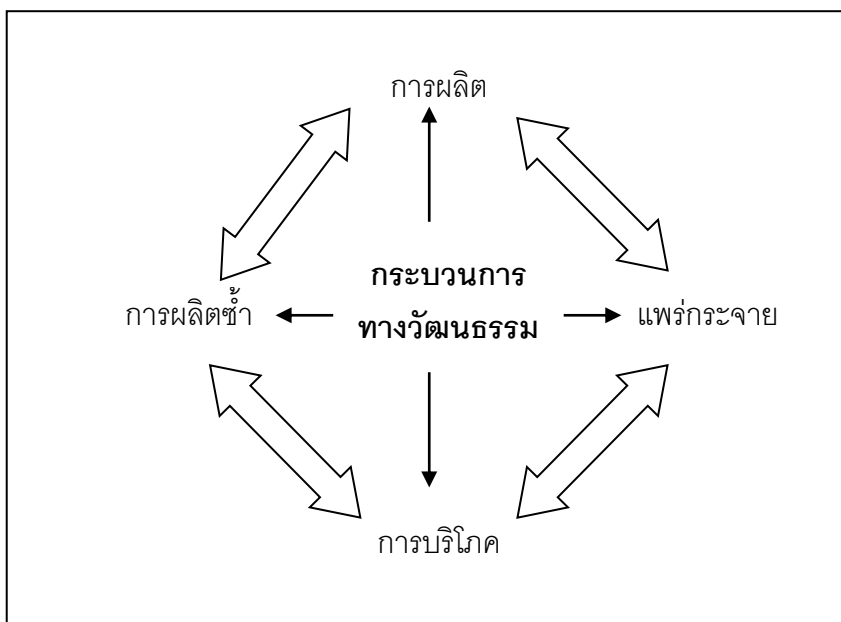 การผลิต
กระบวนการ
ทางวัฒนธรรม
การผลิตซ้ำ
แพร่กระจาย
การบริโภค